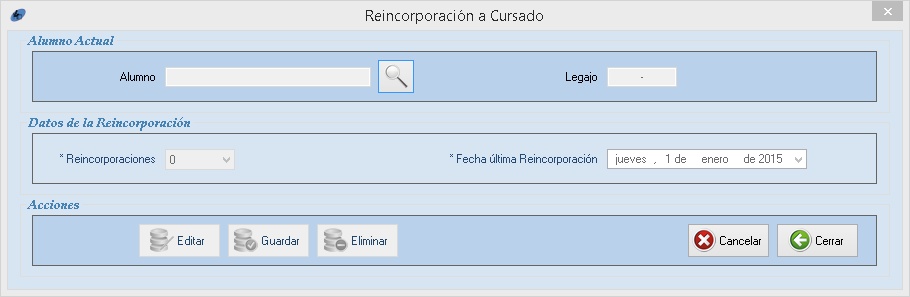 Reincorporación a Cursado
Alumno Actual
Alumno
Legajo -
Datos de la Reincorporación
* Reincorporaciones 0 * Fecha última Reincorporación jueves , 1 de enero de 2015
Acciones
Editar Guardar Eliminar Cancelar Cerrar